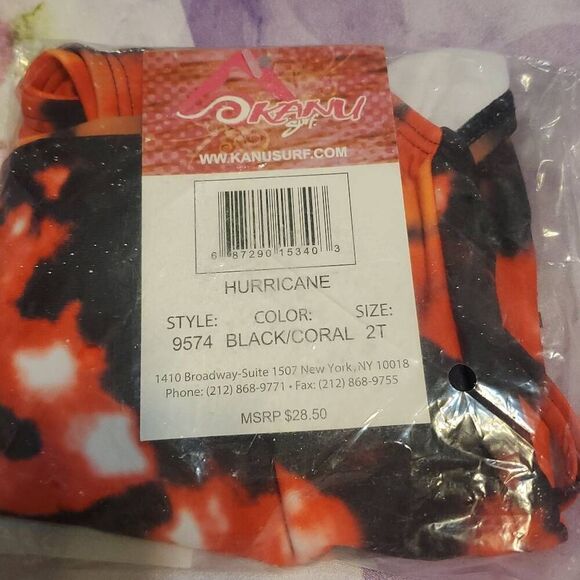 KANU
Surf
WWW.KANUSURF.COM
6 87290 15340 3
HURRICANE
STYLE: COLOR: SIZE:
9574 BLACK/CORAL 2T
1410 Broadway-Suite 1507 New York, NY 10018
Phone: (212) 868-9771 • Fax: (212) 868-9755
MSRP $28.50